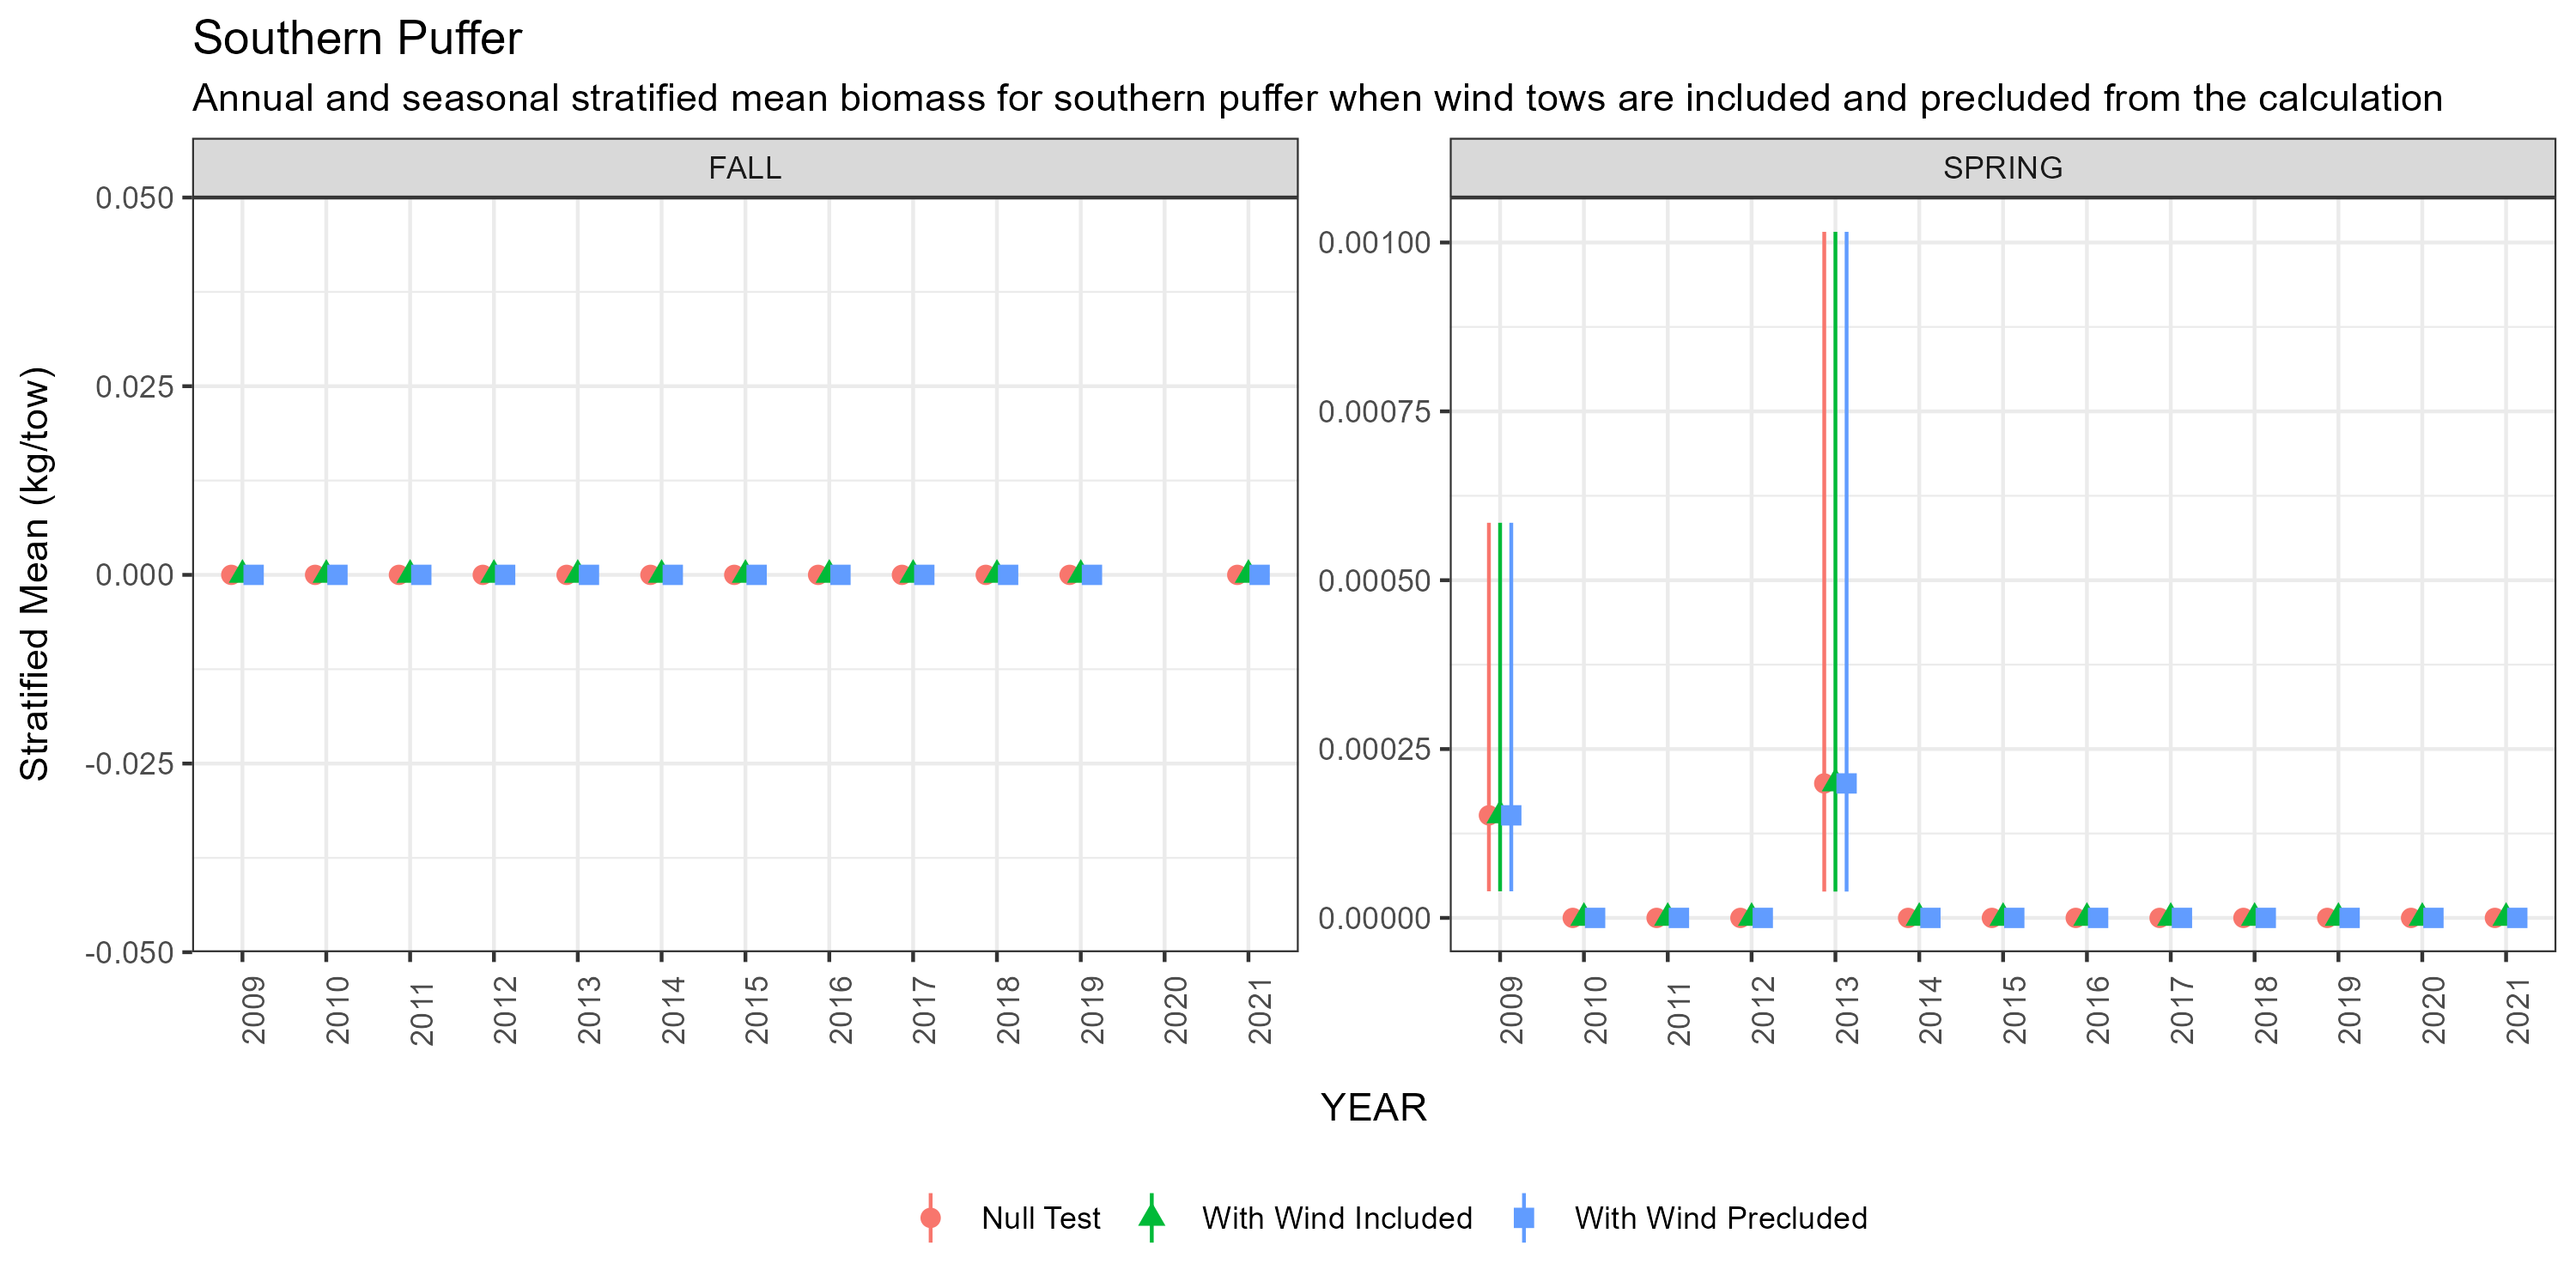 Southern Puffer
Annual and seasonal stratified mean biomass for southern puffer when wind tows are included and precluded from the calculation
FALL
SPRING
Stratified Mean (kg/tow)
0.050
0.025
0.000
-0.025
-0.050
0.00100
0.00075
0.00050
0.00025
0.00000
2009 2010 2011 2012 2013 2014 2015 2016 2017 2018 2019 2020 2021
2009 2010 2011 2012 2013 2014 2015 2016 2017 2018 2019 2020 2021
YEAR
Null Test With Wind Included With Wind Precluded